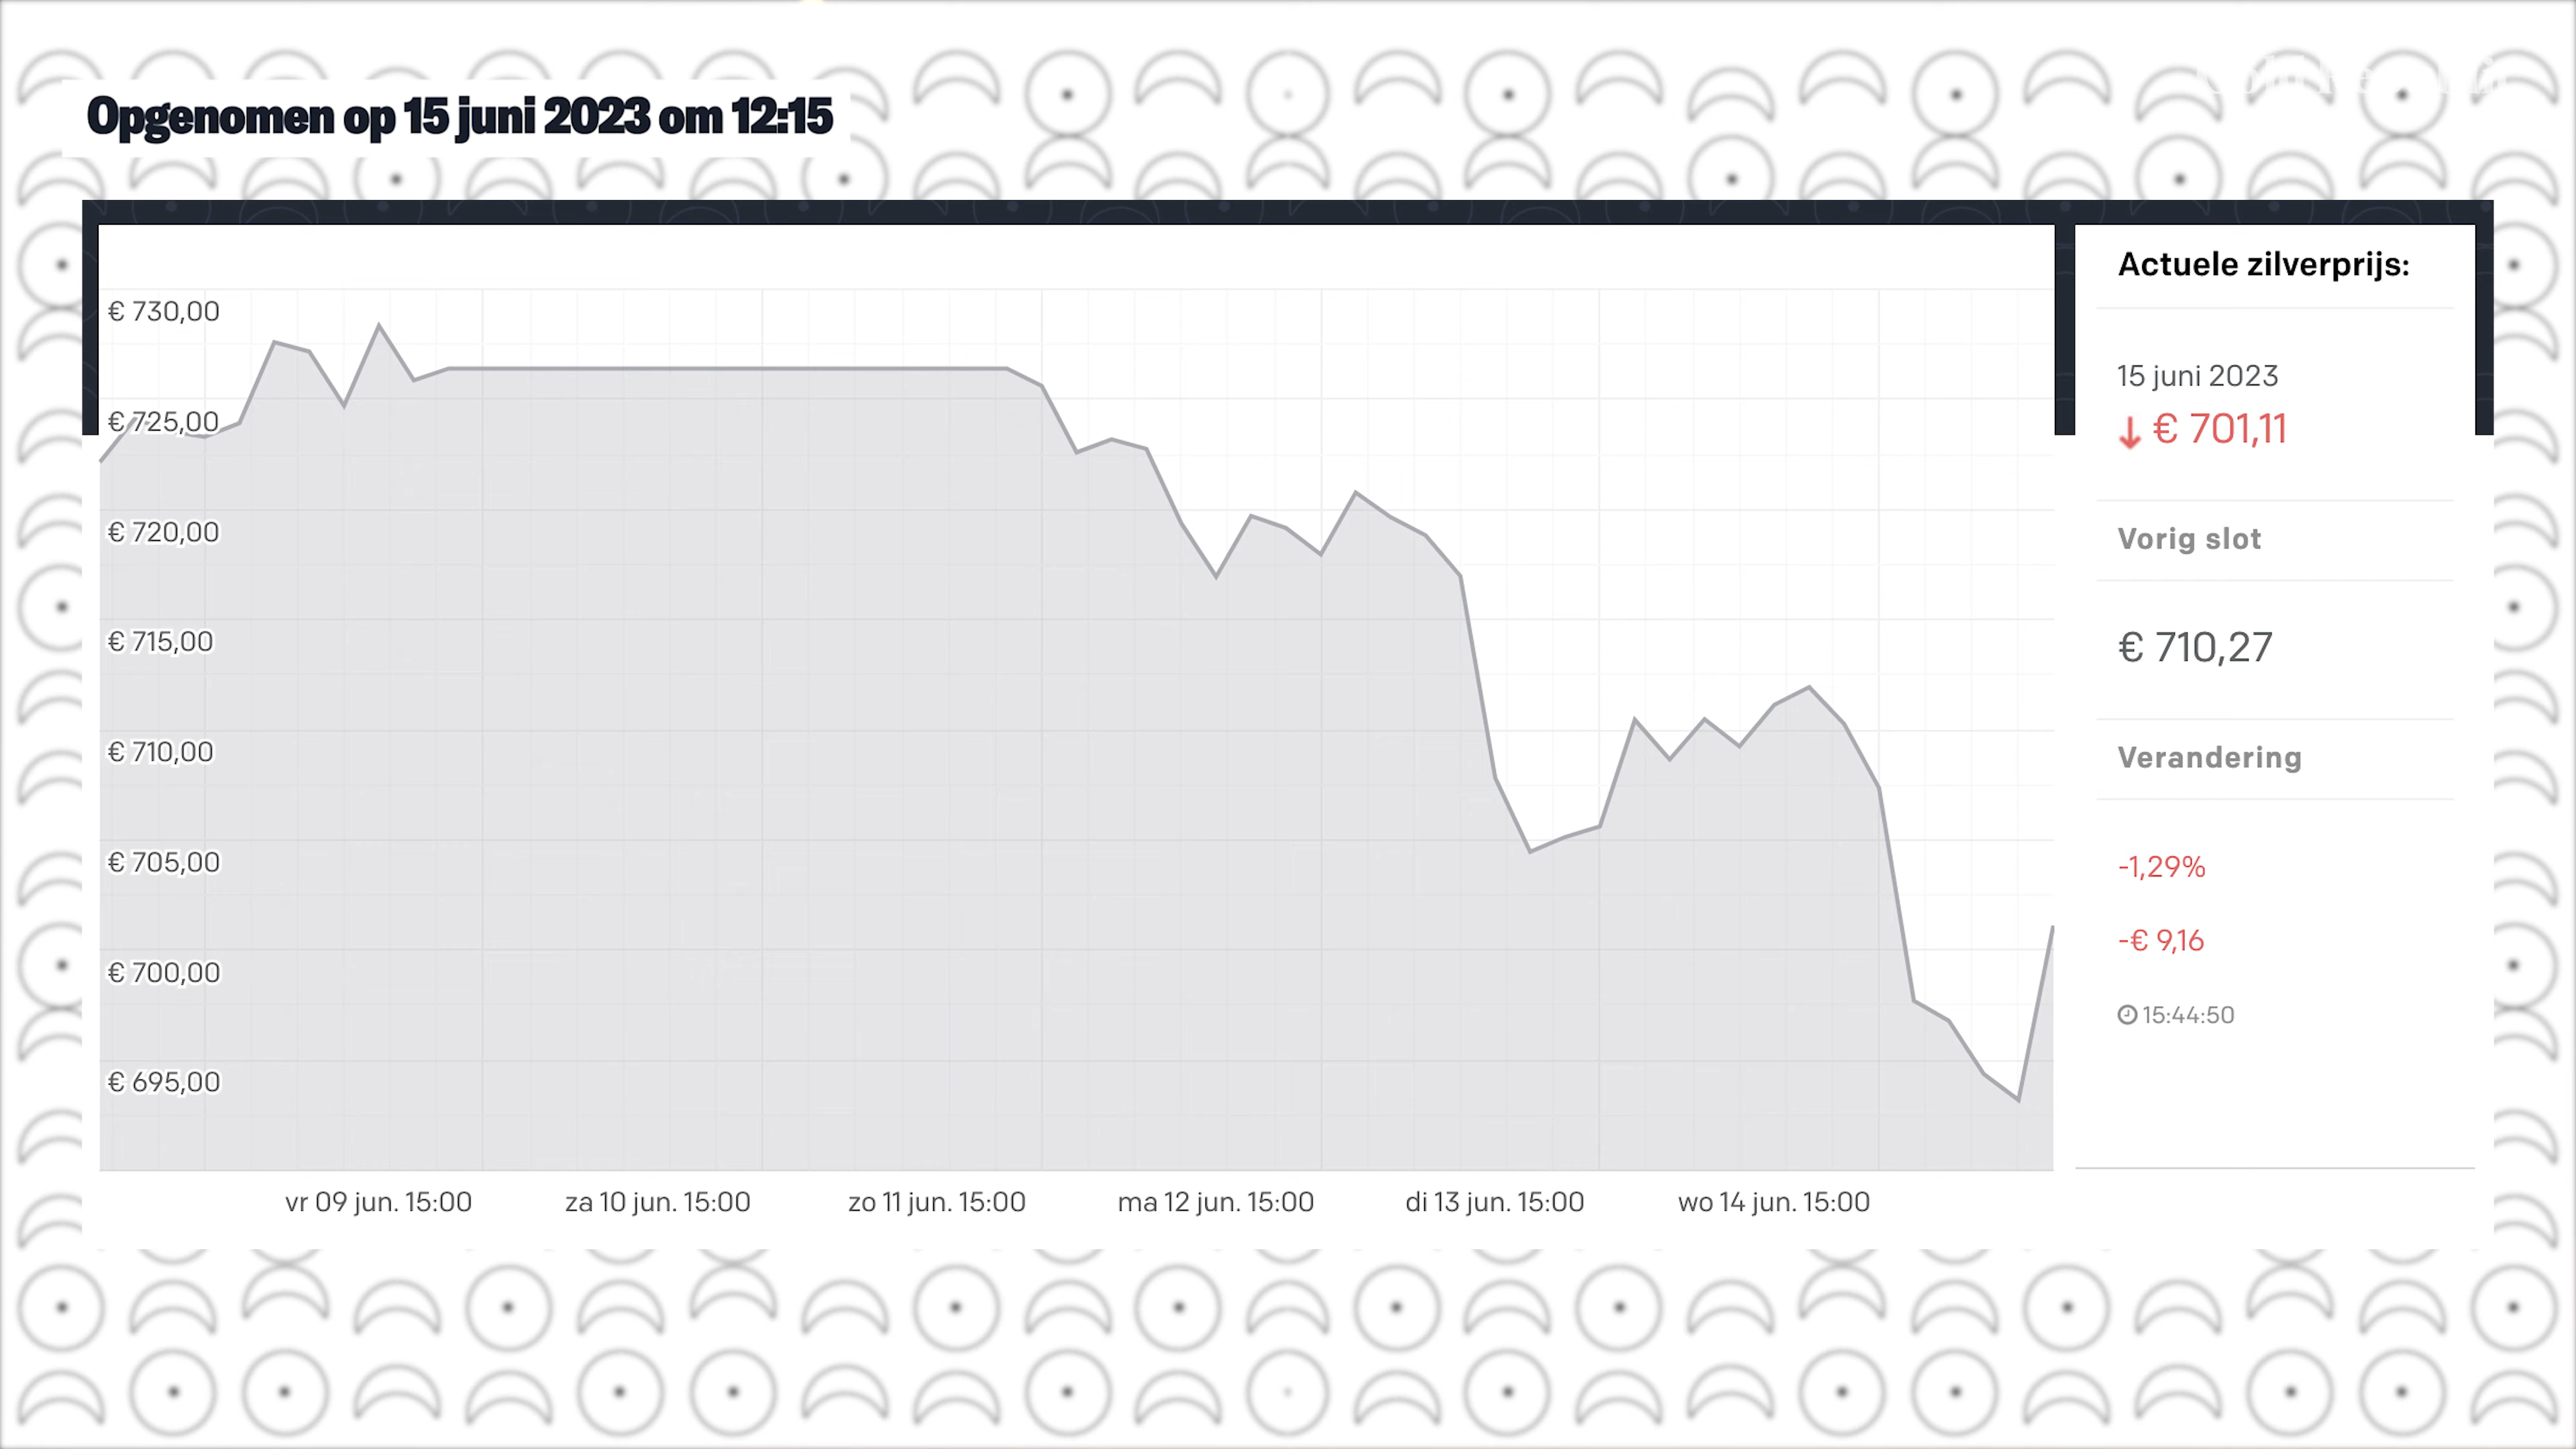 Opgenomen op 15 juni 2023 om 12:15
€ 730,00
€ 725,00
€ 720,00
€ 715,00
€ 710,00
€ 705,00
€ 700,00
€ 695,00
vr 09 jun. 15:00
za 10 jun. 15:00
zo 11 jun. 15:00
ma 12 jun. 15:00
di 13 jun. 15:00
wo 14 jun. 15:00
Actuele zilverprijs:
15 juni 2023
↓ € 701,11
Vorig slot
€ 710,27
Verandering
-1,29%
-€ 9,16
15:44:50